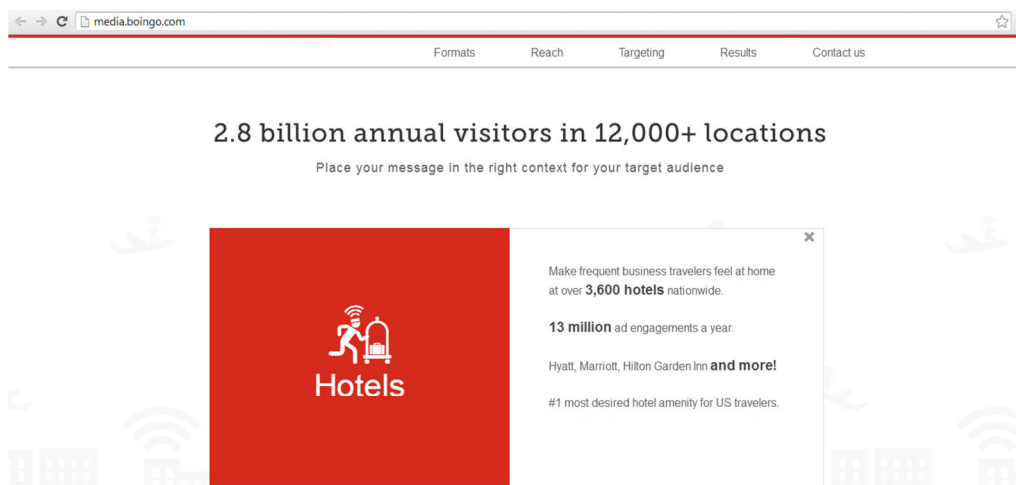 media.boingo.com
Formats Reach Targeting Results Contact us
2.8 billion annual visitors in 12,000+ locations
Place your message in the right context for your target audience
Hotels
Make frequent business travelers feel at home
at over 3,600 hotels nationwide.
13 million ad engagements a year.
Hyatt, Marriott, Hilton Garden Inn and more!
#1 most desired hotel amenity for US travelers.